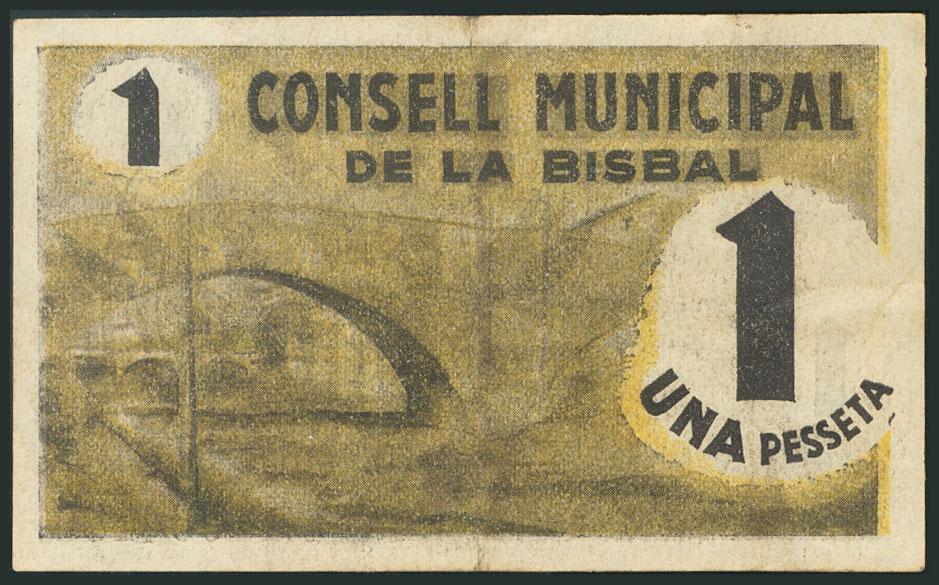 1
CONSELL MUNICIPAL
DE LA BISBAL
1
UNA PESSETA